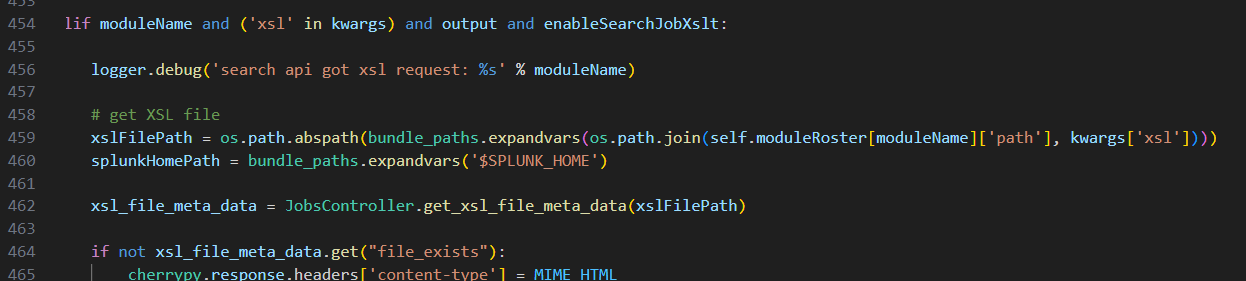 453
454 lif moduleName and ('xsl' in kwargs) and output and enableSearchJobXslt:
455
456 logger.debug('search api got xsl request: %s' % moduleName)
457
458 # get XSL file
459 xslFilePath = os.path.abspath(bundle_paths.expandvars(os.path.join(self.moduleRoster[moduleName]['path'], kwargs['xsl'])))
460 splunkHomePath = bundle_paths.expandvars('$SPLUNK_HOME')
461
462 xsl_file_meta_data = JobsController.get_xsl_file_meta_data(xslFilePath)
463
464 if not xsl_file_meta_data.get("file_exists"):
465 cherrypy.response.headers['content-type'] = MIME_HTML